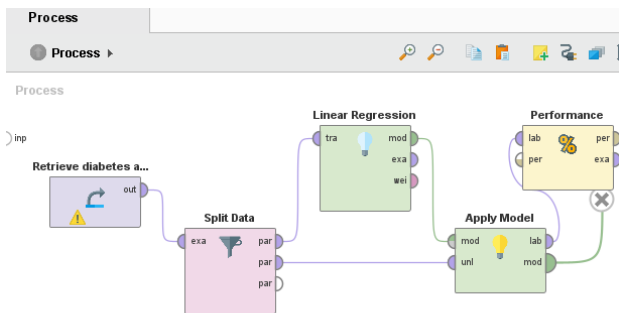 Process
Process
Process
inp
Retrieve diabetes a...
out
Split Data
exa
par
par
par
Linear Regression
tra
mod
exa
wei
Apply Model
mod
unl
lab
mod
Performance
lab
per
per
exa